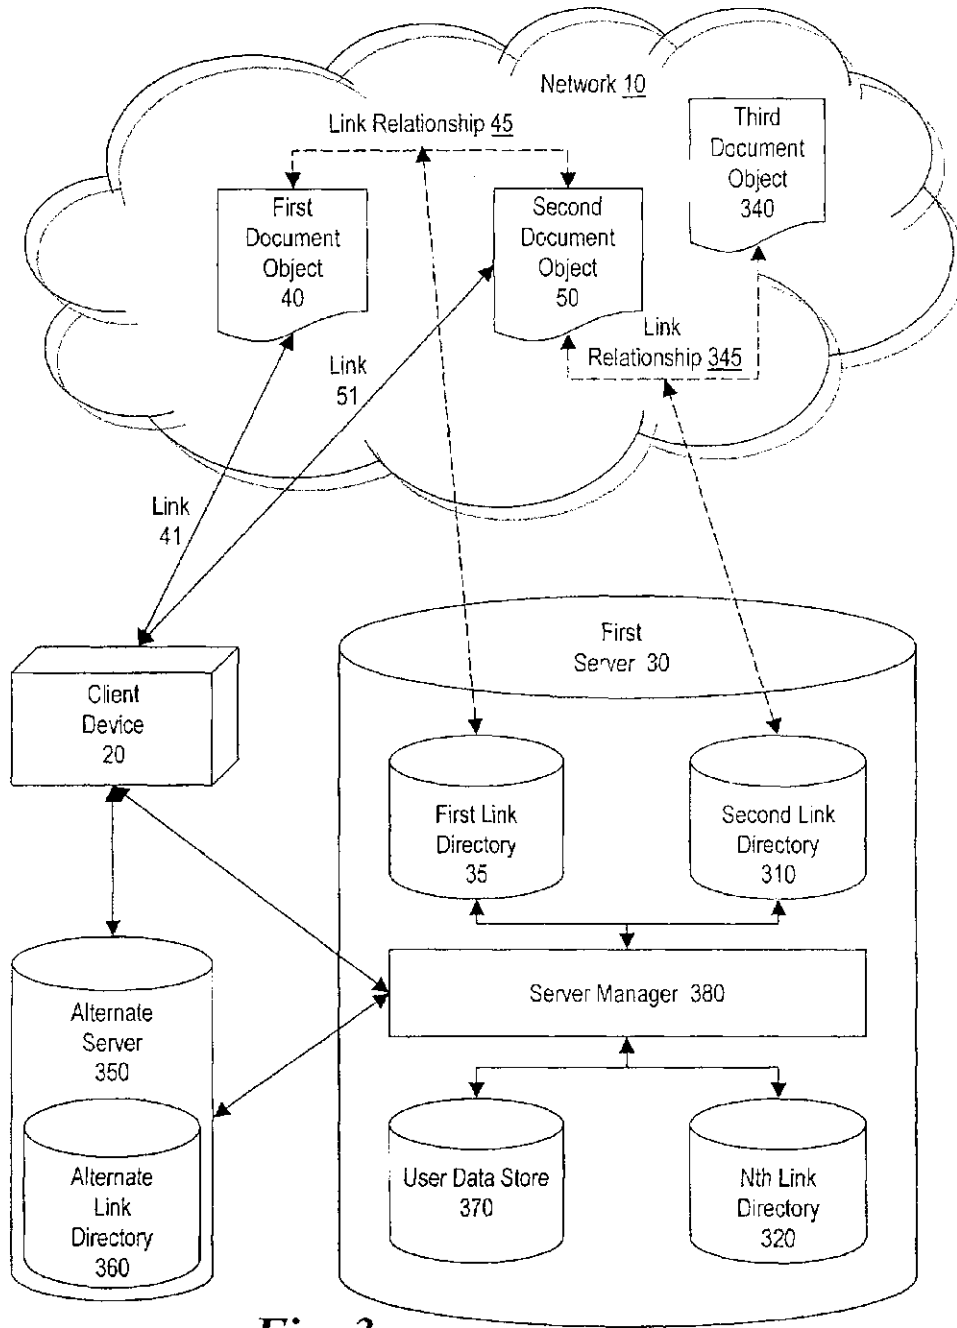 Network 10
Link Relationship 45
Third
Document
Object
340
First
Document
Object
40
Second
Document
Object
50
Link
Relationship 345
Link
51
Link
41
First
Server 30
Client
Device
20
First Link
Directory
35
Second Link
Directory
310
Server Manager 380
Alternate
Server
350
Alternate
Link
Directory
360
User Data Store
370
Nth Link
Directory
320
Fig. 3